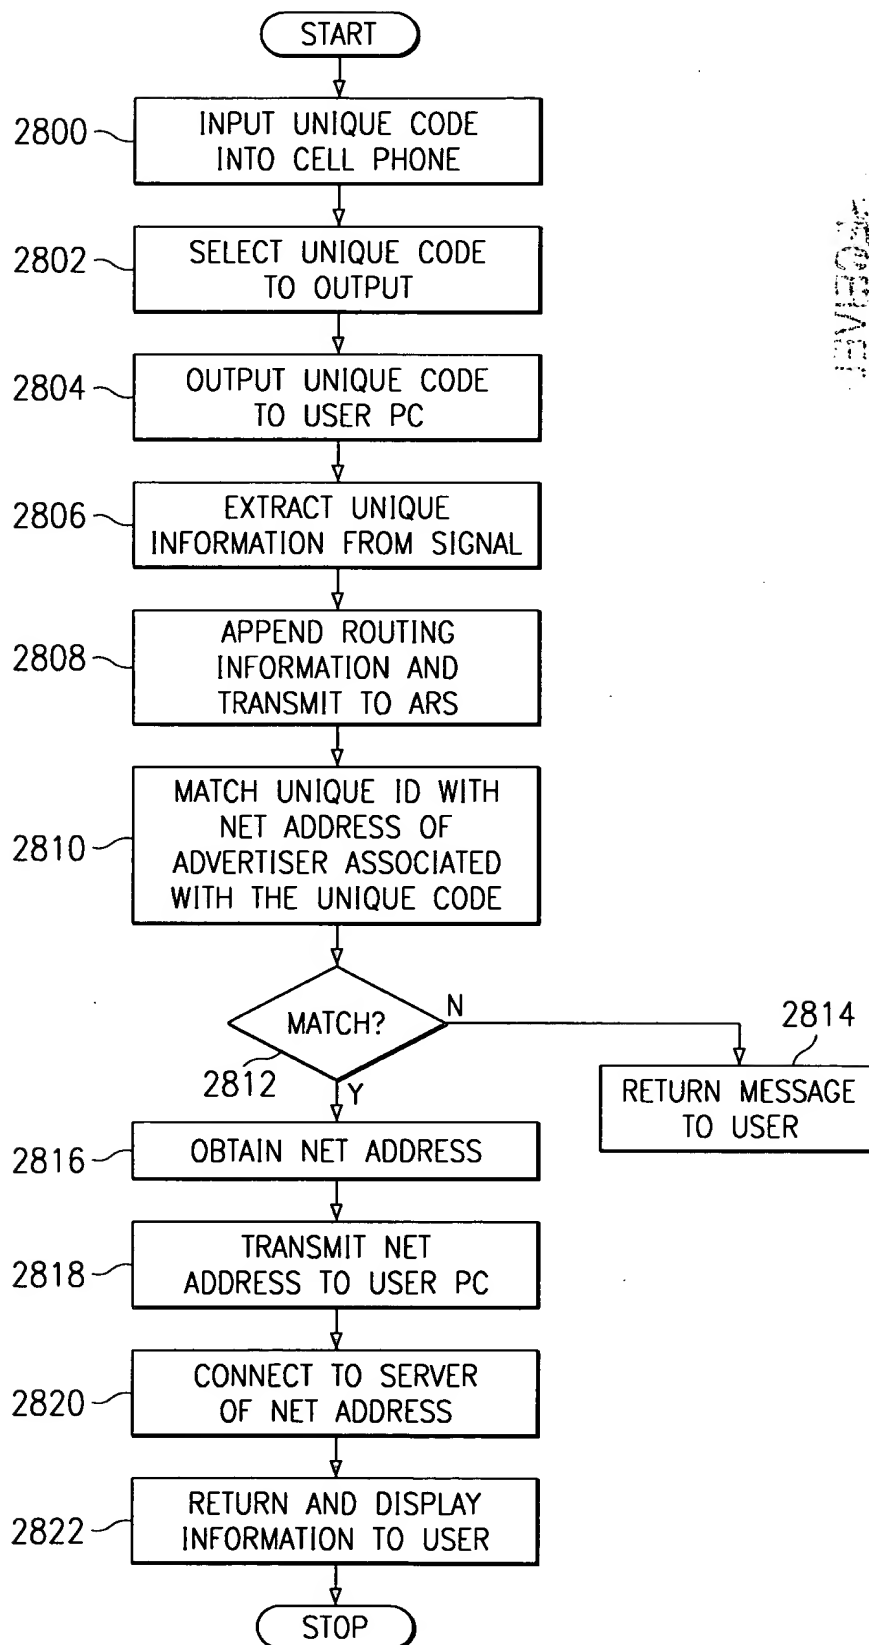 START
2800
INPUT UNIQUE CODE
INTO CELL PHONE
2802
SELECT UNIQUE CODE
TO OUTPUT
2804
OUTPUT UNIQUE CODE
TO USER PC
2806
EXTRACT UNIQUE
INFORMATION FROM SIGNAL
2808
APPEND ROUTING
INFORMATION AND
TRANSMIT TO ARS
2810
MATCH UNIQUE ID WITH
NET ADDRESS OF
ADVERTISER ASSOCIATED
WITH THE UNIQUE CODE
MATCH?
N
2812
Y
2814
RETURN MESSAGE
TO USER
2816
OBTAIN NET ADDRESS
2818
TRANSMIT NET
ADDRESS TO USER PC
2820
CONNECT TO SERVER
OF NET ADDRESS
2822
RETURN AND DISPLAY
INFORMATION TO USER
STOP